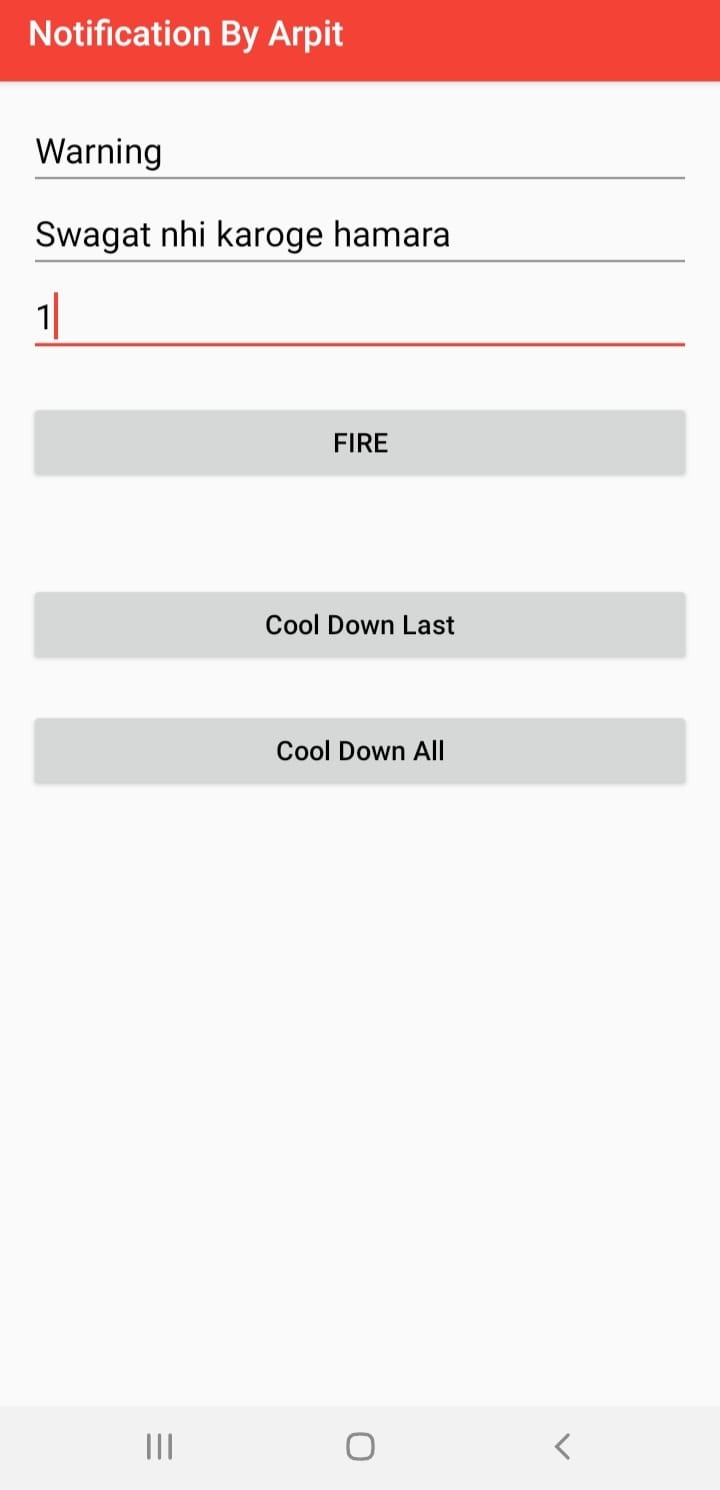 Notification By Arpit
Warning
Swagat nhi karoge hamara
1
FIRE
Cool Down Last
Cool Down All